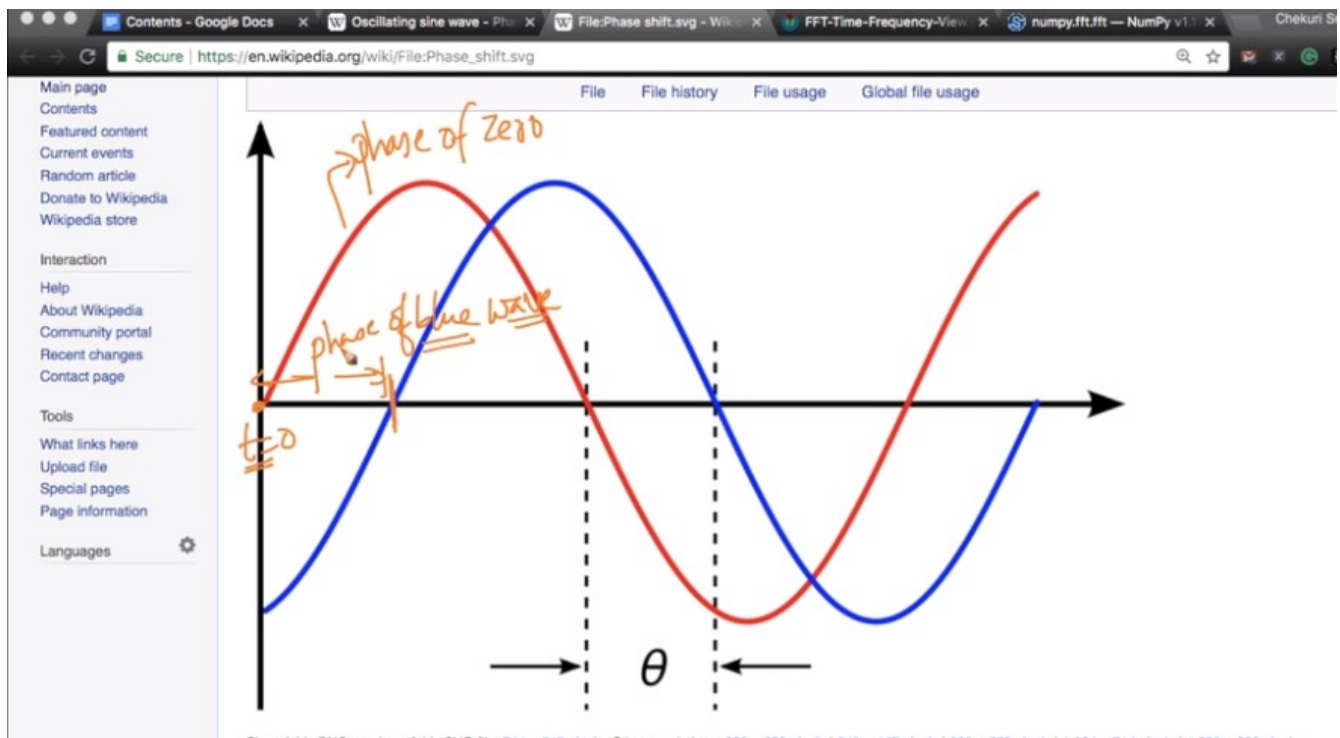 Contents - Google Docs
Oscillating sine wave - Pha
File:Phase shift.svg - Wik
FFT-Time-Frequency-View
numpy.fft.fft — NumPy v1.1
Chekuri S
Secure | https://en.wikipedia.org/wiki/File:Phase_shift.svg
Main page
Contents
Featured content
Current events
Random article
Donate to Wikipedia
Wikipedia store
Interaction
Help
About Wikipedia
Community portal
Recent changes
Contact page
Tools
What links here
Upload file
Special pages
Page information
Languages
File File history File usage Global file usage
phase of zero
phase of blue wave
t=0
θ